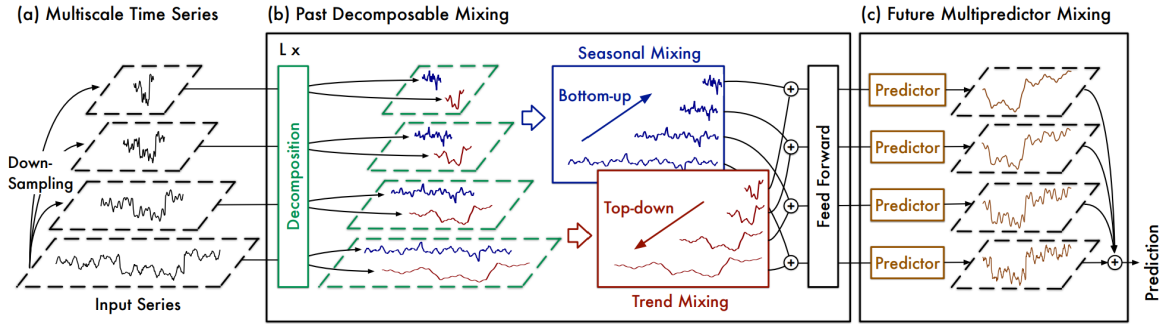 (a) Multiscale Time Series
Down-
Sampling
Input Series
(b) Past Decomposable Mixing
L x
Decomposition
Seasonal Mixing
Bottom-up
Top-down
Trend Mixing
+
+
+
+
Feed Forward
(c) Future Multipredictor Mixing
Predictor
Predictor
Predictor
Predictor
+
Prediction